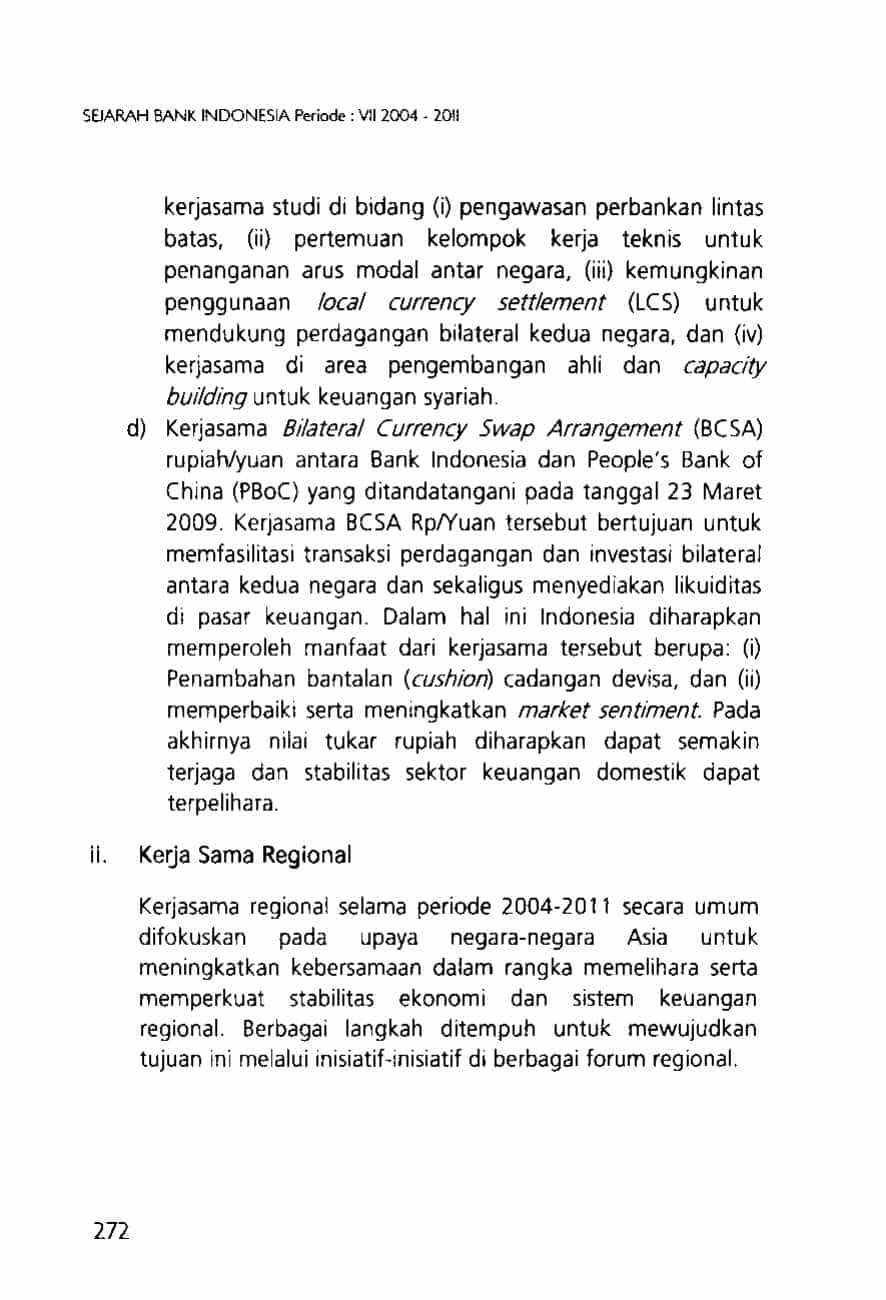 SEJARAH BANK INDONESIA Periode : VII 2004 - 2011
kerjasama studi di bidang (i) pengawasan perbankan lintas
batas, (ii) pertemuan kelompok kerja teknis untuk
penanganan arus modal antar negara, (iii) kemungkinan
penggunaan local currency settlement (LCS) untuk
mendukung perdagangan bilateral kedua negara, dan (iv)
kerjasama di area pengembangan ahli dan capacity
building untuk keuangan syariah.
d) Kerjasama Bilateral Currency Swap Arrangement (BCSA)
rupiah/yuan antara Bank Indonesia dan People's Bank of
China (PBoC) yang ditandatangani pada tanggal 23 Maret
2009. Kerjasama BCSA Rp/Yuan tersebut bertujuan untuk
memfasilitasi transaksi perdagangan dan investasi bilateral
antara kedua negara dan sekaligus menyediakan likuiditas
di pasar keuangan. Dalam hal ini Indonesia diharapkan
memperoleh manfaat dari kerjasama tersebut berupa: (i)
Penambahan bantalan (cushion) cadangan devisa, dan (ii)
memperbaiki serta meningkatkan market sentiment. Pada
akhirnya nilai tukar rupiah diharapkan dapat semakin
terjaga dan stabilitas sektor keuangan domestik dapat
terpelihara.
ii. Kerja Sama Regional
Kerjasama regional selama periode 2004-2011 secara umum
difokuskan pada upaya negara-negara Asia untuk
meningkatkan kebersamaan dalam rangka memelihara serta
memperkuat stabilitas ekonomi dan sistem keuangan
regional. Berbagai langkah ditempuh untuk mewujudkan
tujuan ini melalui inisiatif-inisiatif di berbagai forum regional.
272